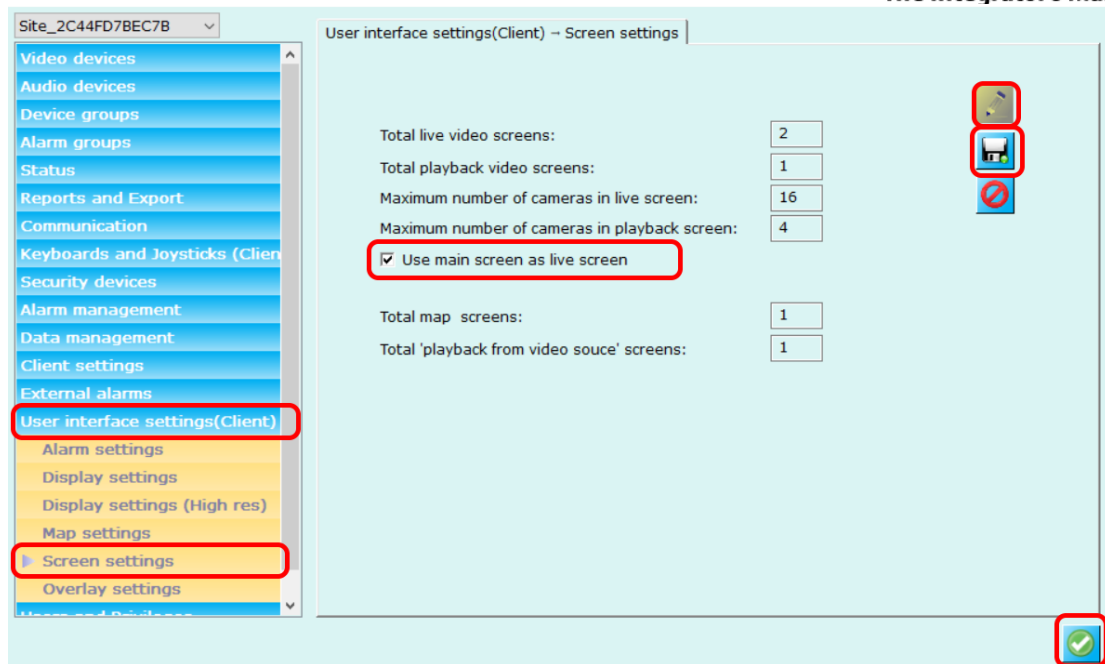 Site_2C44FD7BEC7B
User interface settings(Client) → Screen settings
Video devices
Audio devices
Device groups
Alarm groups
Status
Reports and Export
Communication
Keyboards and Joysticks (Clien
Security devices
Alarm management
Data management
Client settings
External alarms
User interface settings(Client)
Alarm settings
Display settings
Display settings (High res)
Map settings
Screen settings
Overlay settings
Total live video screens: 2
Total playback video screens: 1
Maximum number of cameras in live screen: 16
Maximum number of cameras in playback screen: 4
Use main screen as live screen
Total map screens: 1
Total 'playback from video souce' screens: 1